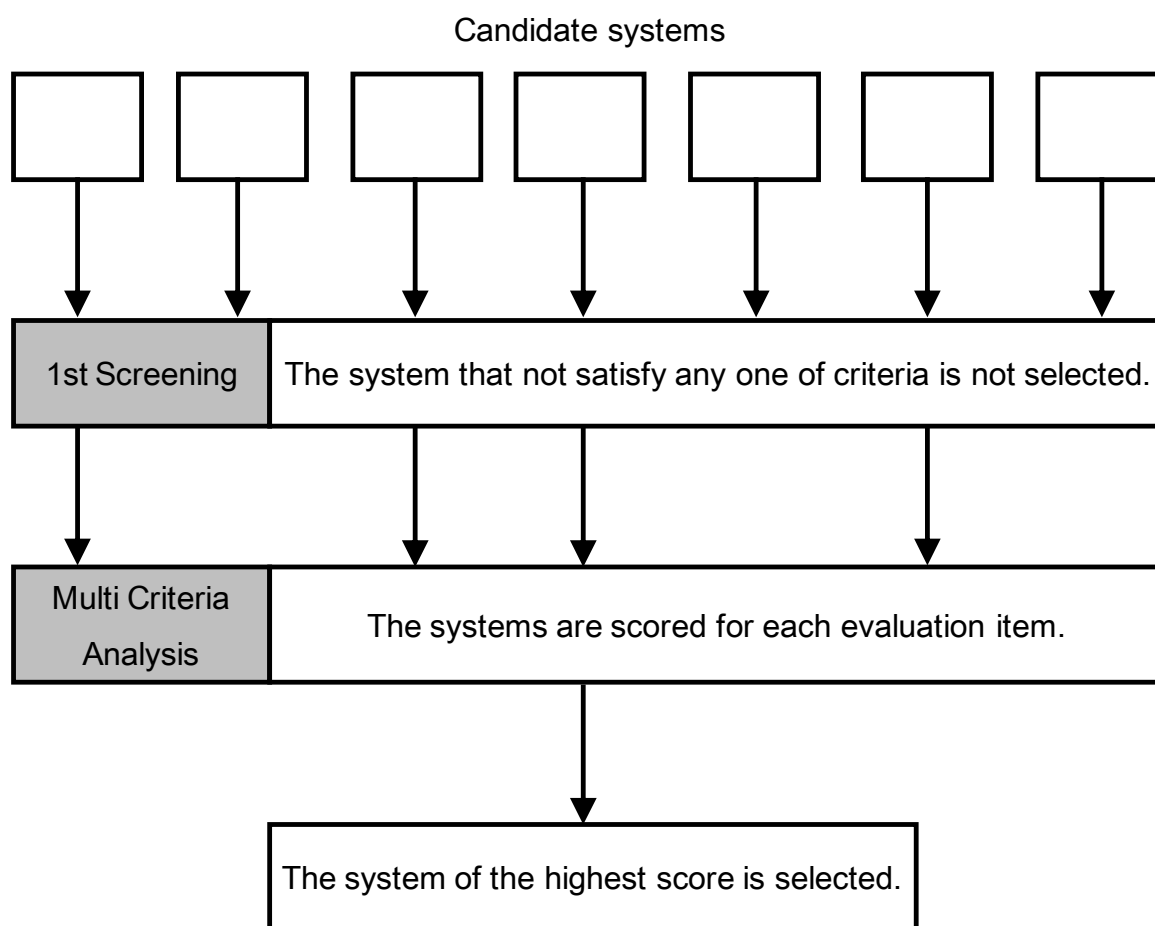 Candidate systems
1st Screening
The system that not satisfy any one of criteria is not selected.
Multi Criteria
Analysis
The systems are scored for each evaluation item.
The system of the highest score is selected.